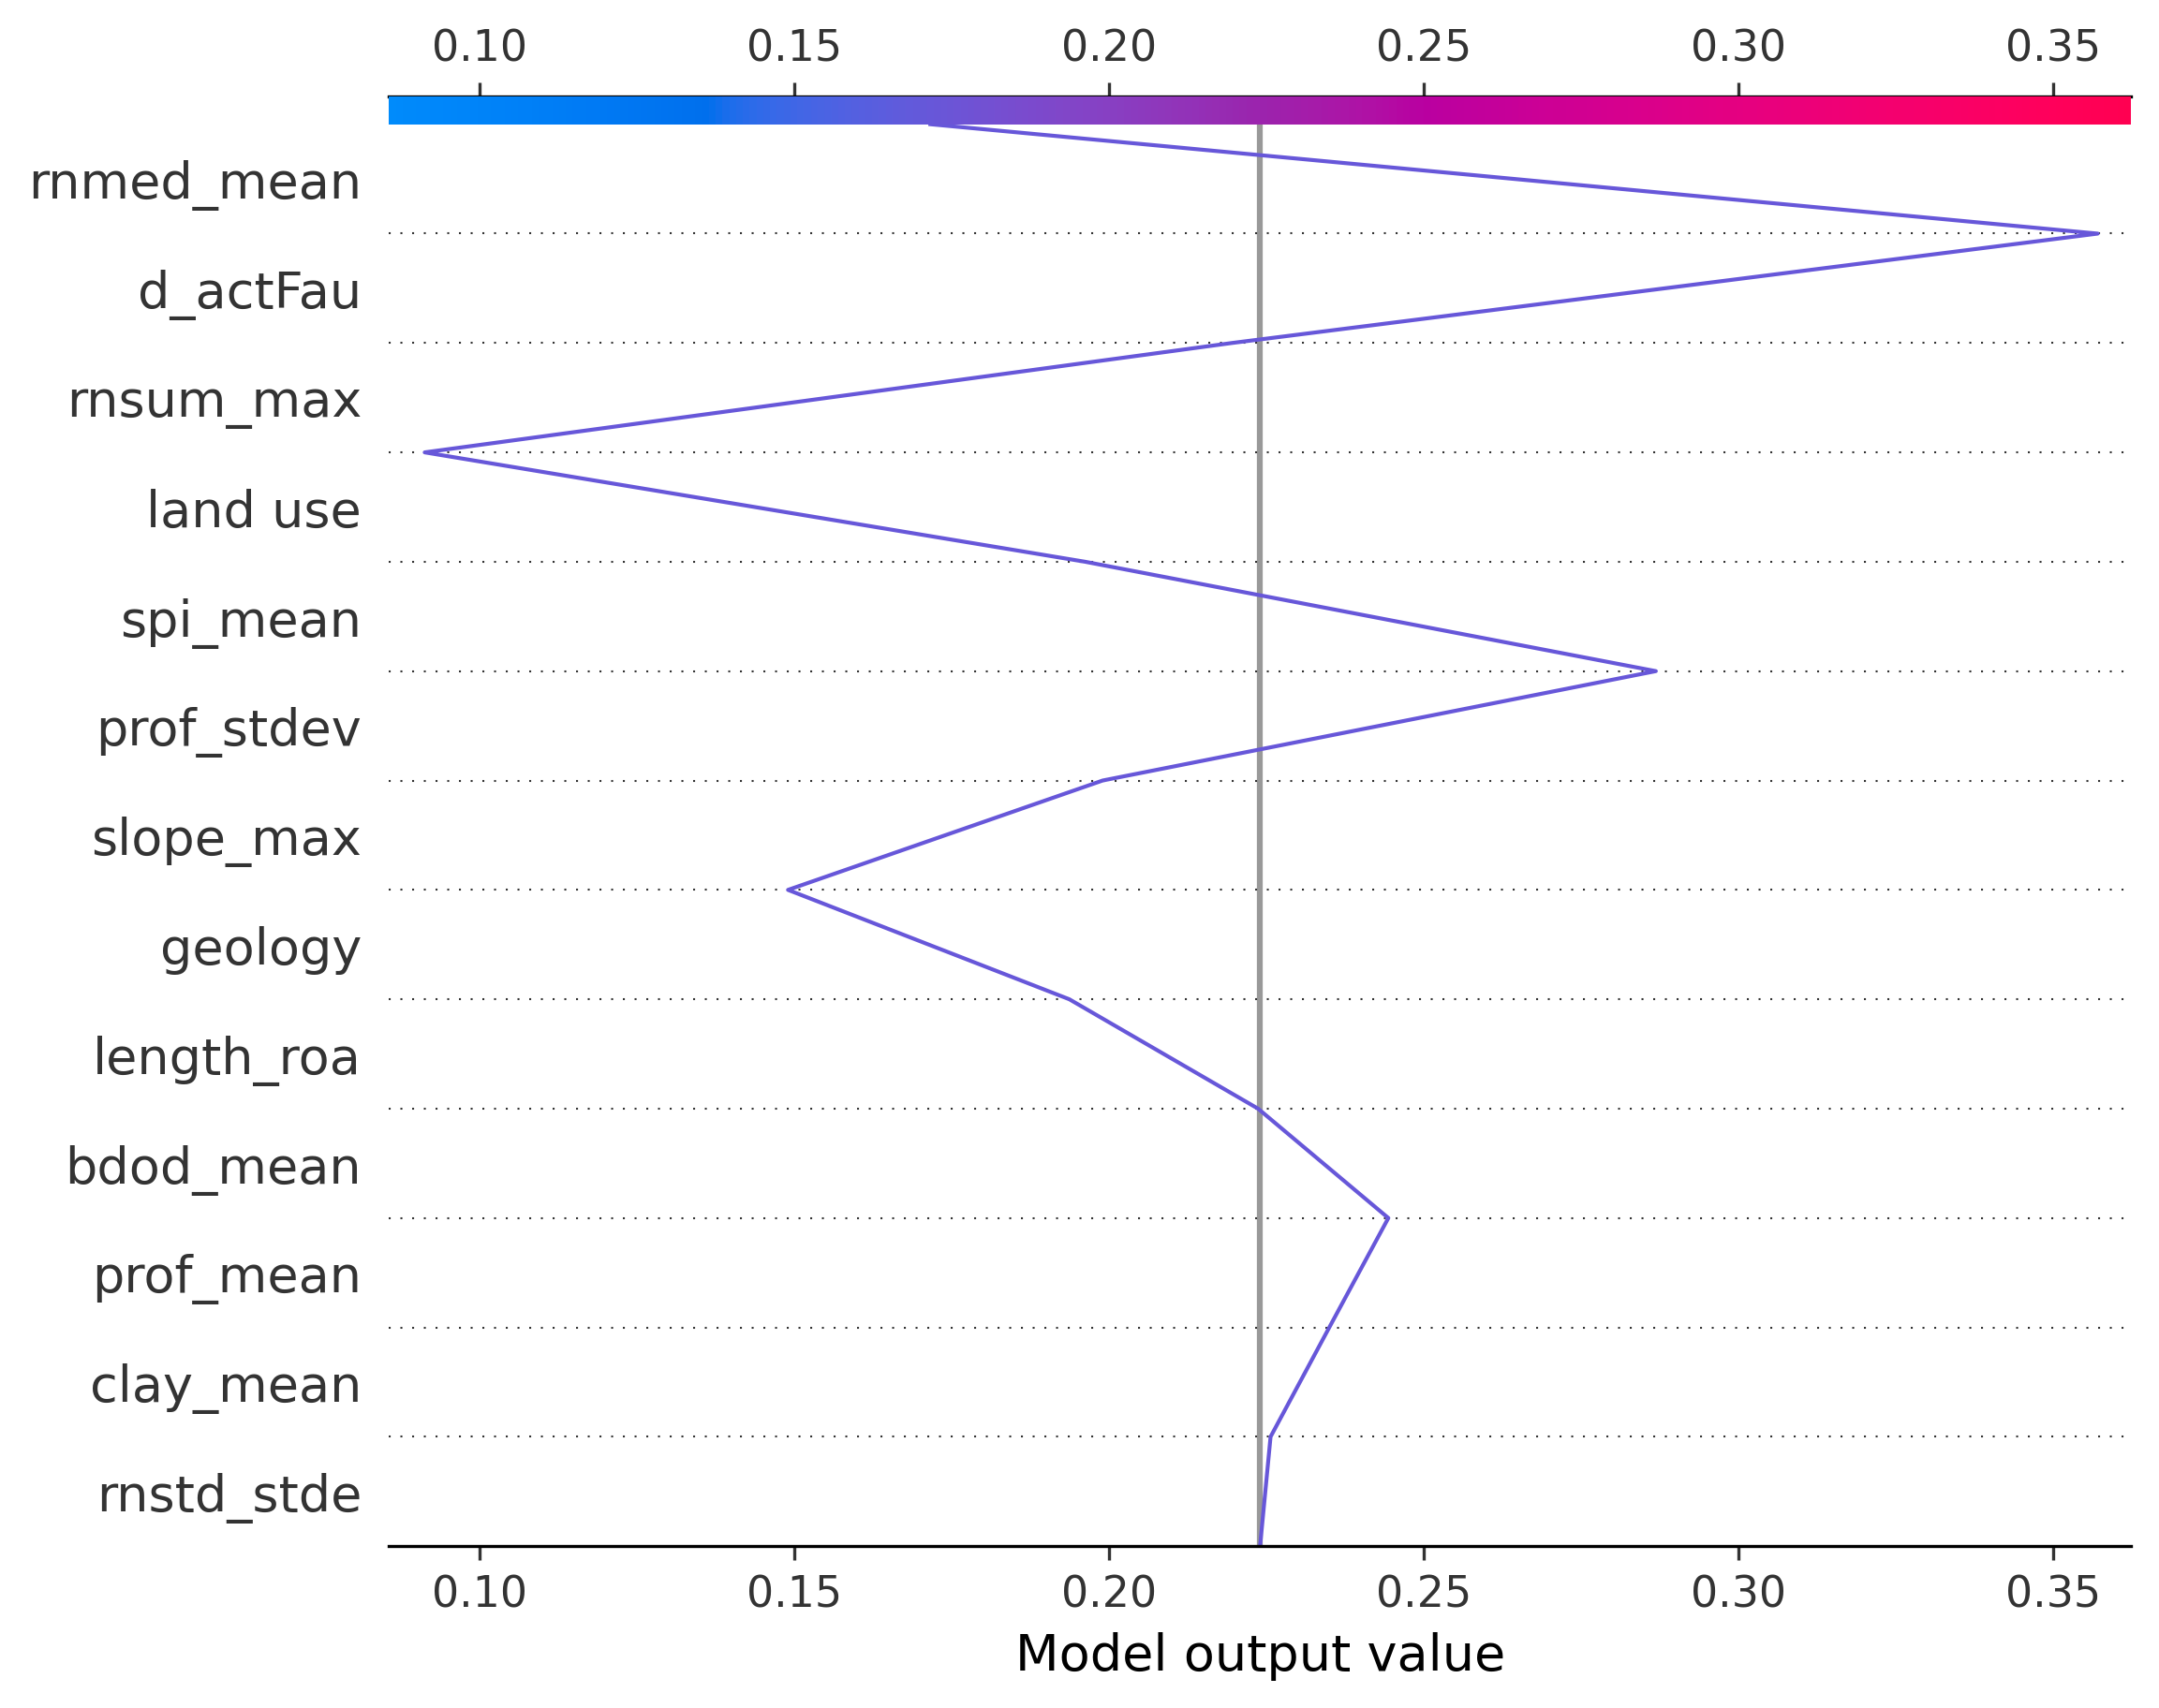 0.10 0.15 0.20 0.25 0.30 0.35
rnmed_mean
d_actFau
rnsum_max
land use
spi_mean
prof_stdev
slope_max
geology
length_roa
bdod_mean
prof_mean
clay_mean
rnstd_stde
0.10 0.15 0.20 0.25 0.30 0.35
Model output value